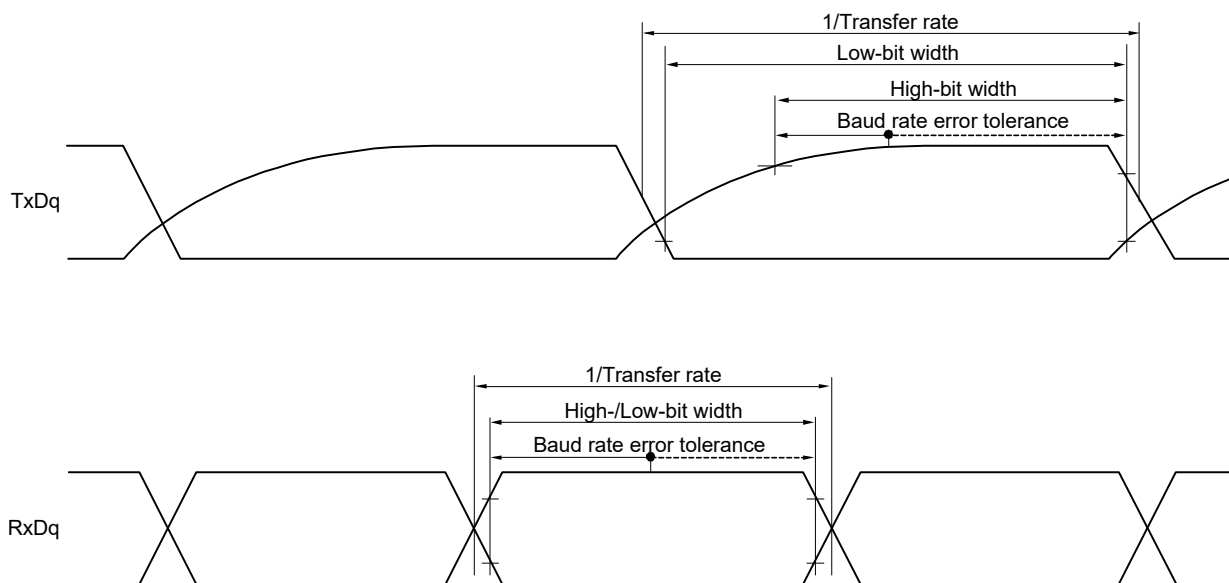 1/Transfer rate
Low-bit width
High-bit width
Baud rate error tolerance
TxDq
1/Transfer rate
High-/Low-bit width
Baud rate error tolerance
RxDq